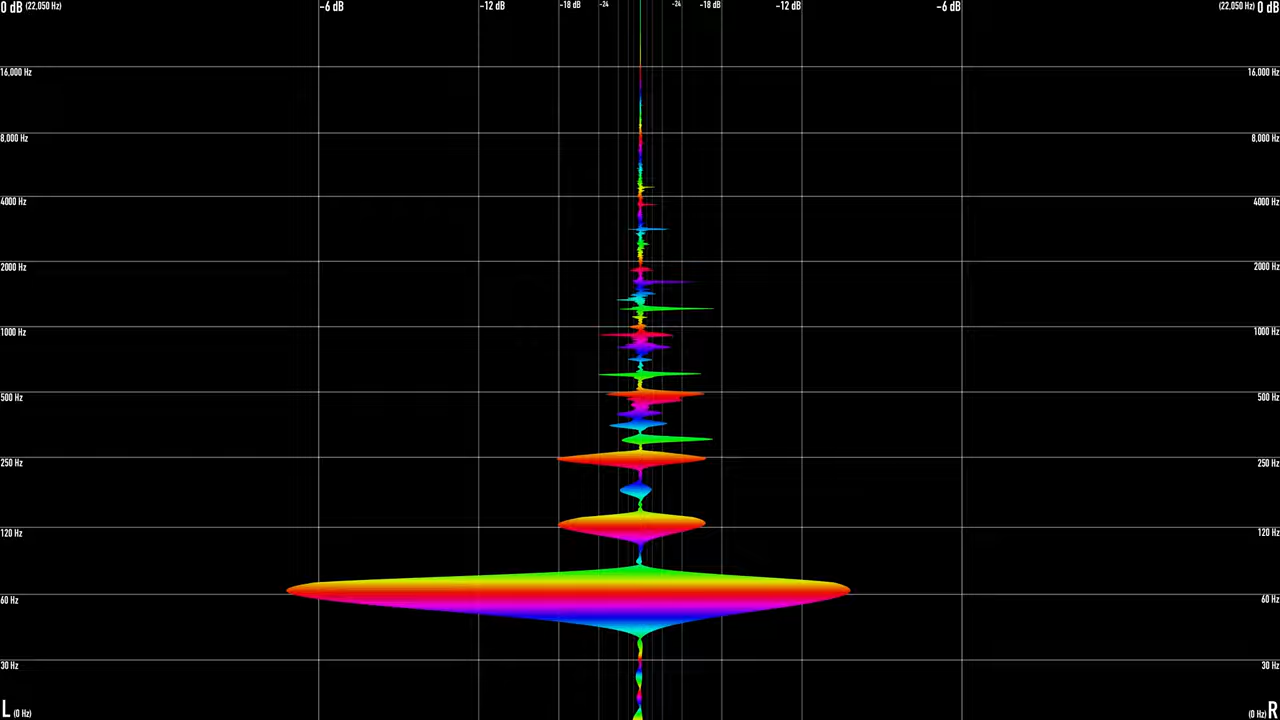 0 dB (22,050 Hz) -6 dB -12 dB -18 dB -24 -24 -18 dB -12 dB -6 dB (22,050 Hz) 0 dB
16,000 Hz 16,000 Hz
8,000 Hz 8,000 Hz
4000 Hz 4000 Hz
2000 Hz 2000 Hz
1000 Hz 1000 Hz
500 Hz 500 Hz
250 Hz 250 Hz
120 Hz 120 Hz
60 Hz 60 Hz
30 Hz 30 Hz
L (0 Hz) (0 Hz) R